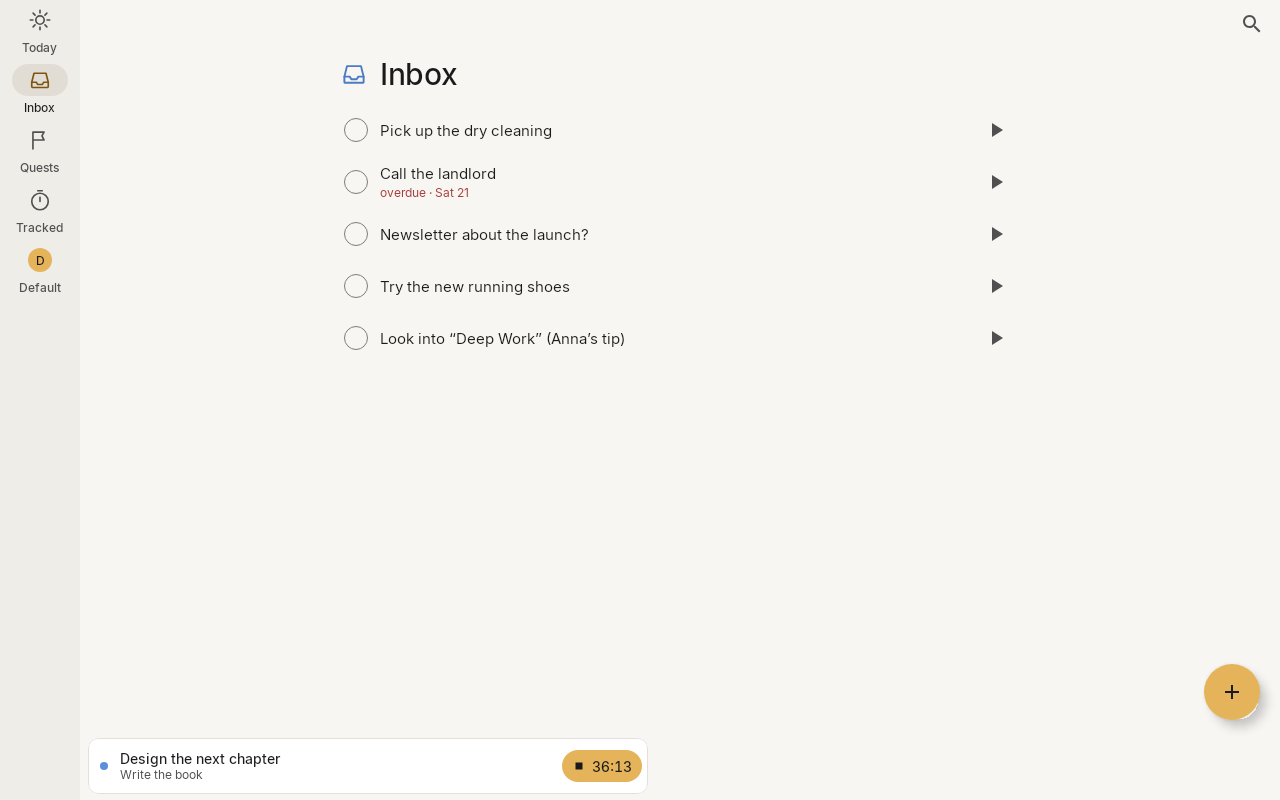 Today
Inbox
Quests
Tracked
D
Default
Inbox
Pick up the dry cleaning
Call the landlord
overdue · Sat 21
Newsletter about the launch?
Try the new running shoes
Look into “Deep Work” (Anna’s tip)
Design the next chapter
Write the book
36:13